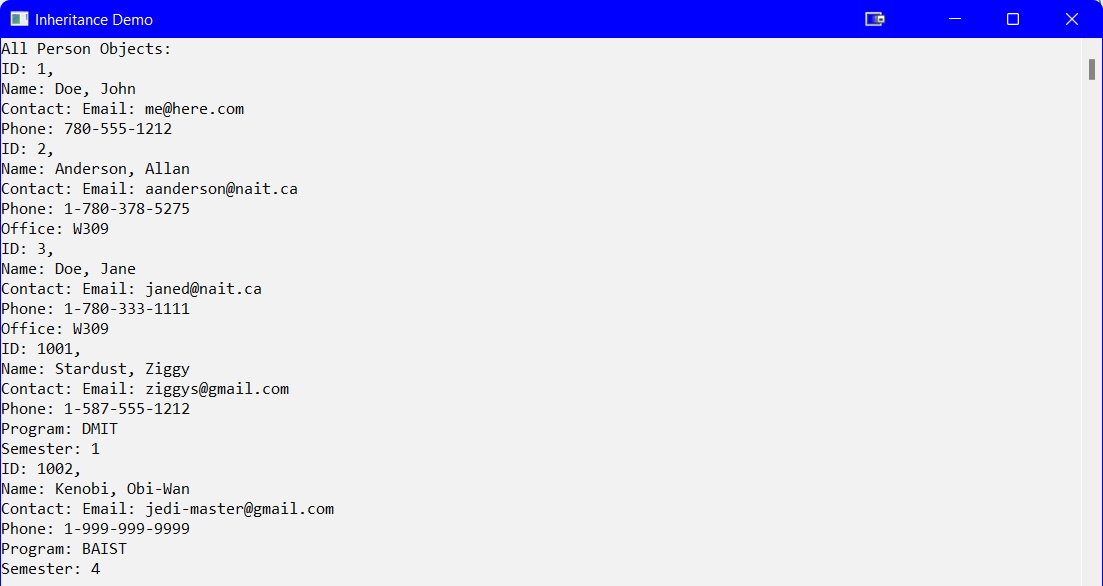 Inheritance Demo
All Person Objects:
ID: 1,
Name: Doe, John
Contact: Email: me@here.com
Phone: 780-555-1212
ID: 2,
Name: Anderson, Allan
Contact: Email: aanderson@nait.ca
Phone: 1-780-378-5275
Office: W309
ID: 3,
Name: Doe, Jane
Contact: Email: janed@nait.ca
Phone: 1-780-333-1111
Office: W309
ID: 1001,
Name: Stardust, Ziggy
Contact: Email: ziggys@gmail.com
Phone: 1-587-555-1212
Program: DMIT
Semester: 1
ID: 1002,
Name: Kenobi, Obi-Wan
Contact: Email: jedi-master@gmail.com
Phone: 1-999-999-9999
Program: BAIST
Semester: 4